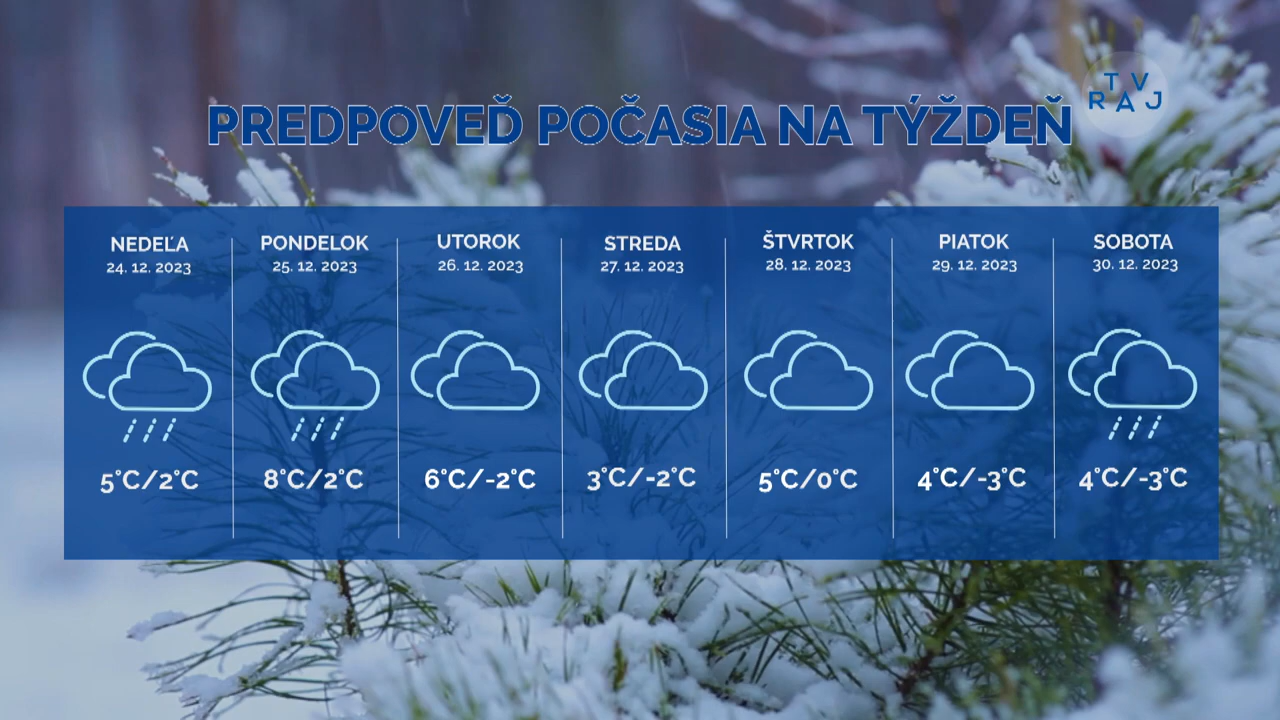 TV
RAJ
PREDPOVEĎ POČASIA NA TÝŽDEŇ
NEDEĽA
24. 12. 2023
5°C/2°C
PONDELOK
25. 12. 2023
8°C/2°C
UTOROK
26. 12. 2023
6°C/-2°C
STREDA
27. 12. 2023
3°C/-2°C
ŠTVRTOK
28. 12. 2023
5°C/0°C
PIATOK
29. 12. 2023
4°C/-3°C
SOBOTA
30. 12. 2023
4°C/-3°C